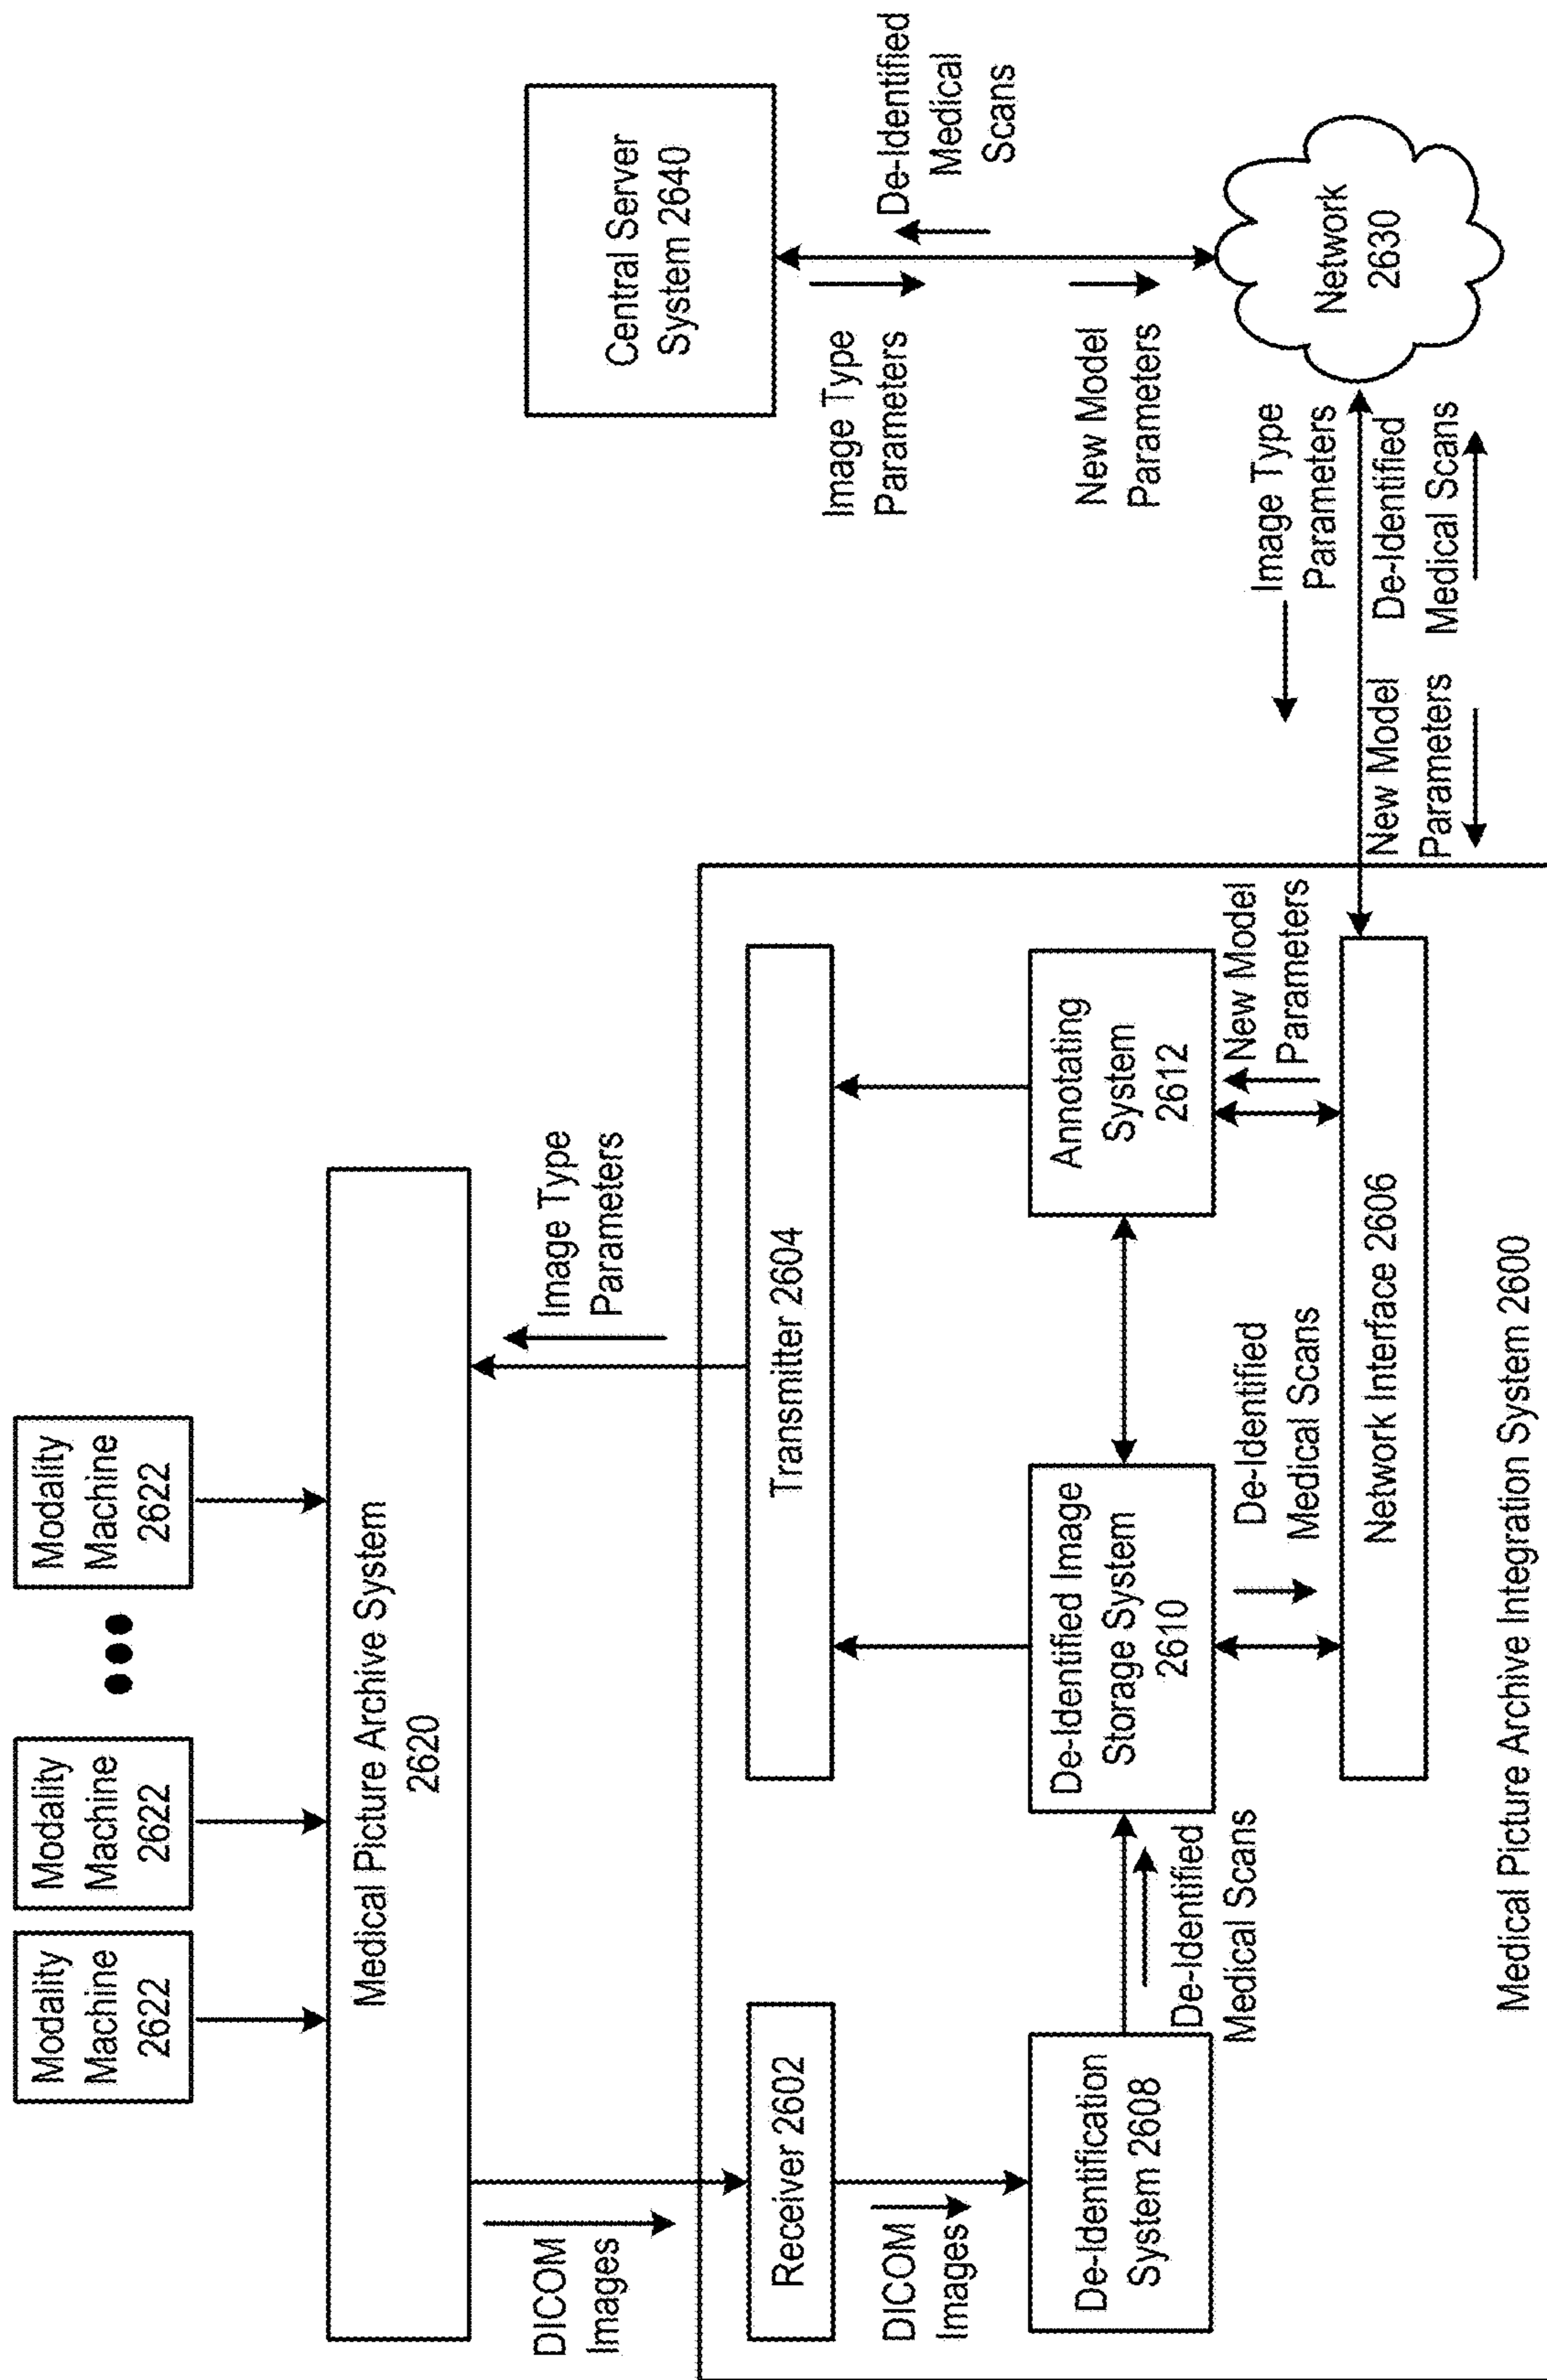 Modality
Machine
2622
Modality
Machine
2622
Modality
Machine
2622
Medical Picture Archive System
2620
DICOM
Images
Image Type
Parameters
Receiver 2602
Transmitter 2604
DICOM
Images
De-Identification
System 2608
De-Identified
Medical Scans
De-Identified Image
Storage System
2610
Annotating
System
2612
De-Identified
Medical Scans
New Model
Parameters
Network Interface 2606
Medical Picture Archive Integration System 2600
Central Server
System 2640
Image Type
Parameters
De-Identified
Medical
Scans
New Model
Parameters
Network
2630
Image Type
Parameters
New Model
Parameters
De-Identified
Medical Scans